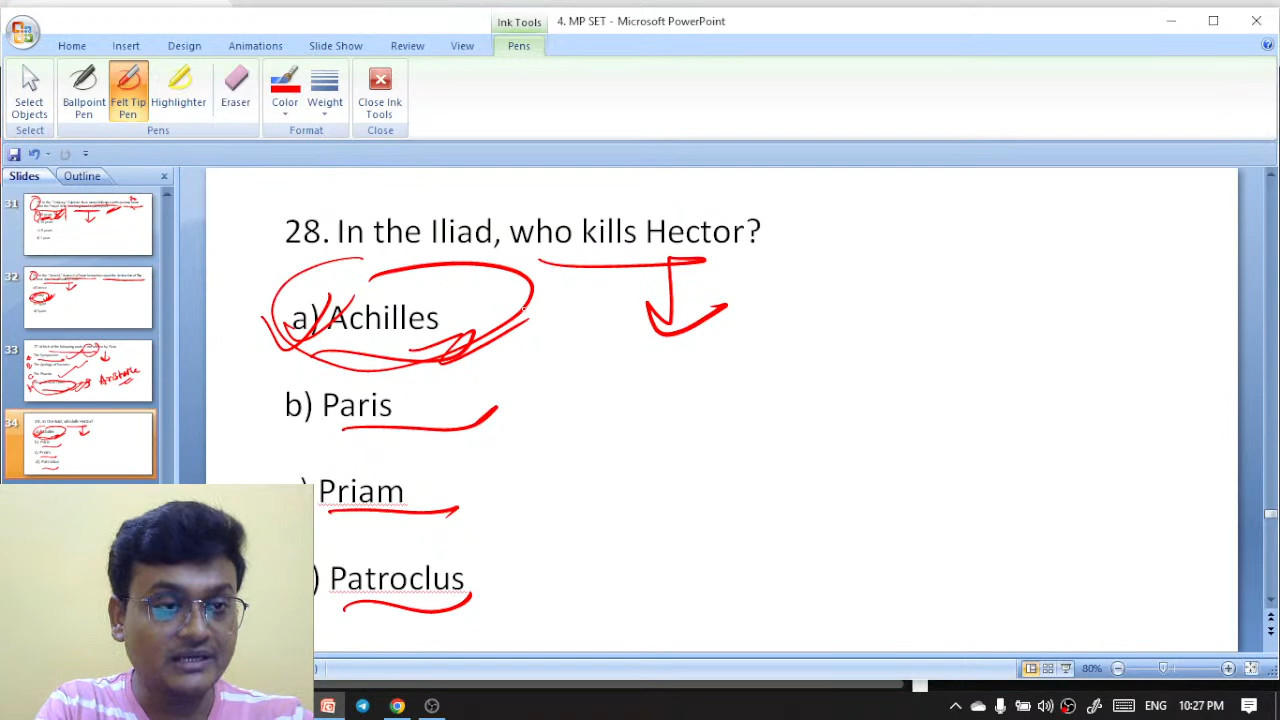 Ink Tools
4. MP SET - Microsoft PowerPoint
Home Insert Design Animations Slide Show Review View Pens
Select Objects
Ballpoint Pen
Felt Tip Pen
Highlighter
Eraser
Color
Weight
Close Ink Tools
Select
Pens
Format
Close
Slides Outline
31
32
33
Aristotle
34
28. In the Iliad, who kills Hector?
a) Achilles
b) Paris
) Priam
) Patroclus
80%
10:27 PM